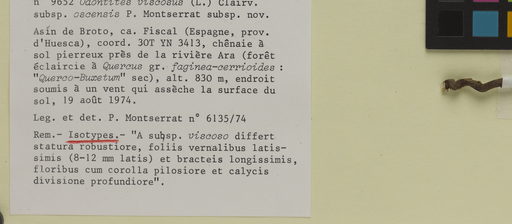 n° 9652 Odontites viscosus (L.) Clairv.
subsp. oscensis P. Montserrat subsp. nov.
Asín de Broto, ca. Fiscal (Espagne, prov.
d'Huesca), coord. 30T YN 3413, chênaie à
sol pierreux près de la rivière Ara (forêt
éclaircie à Quercus gr. faginea-cerrioides :
"Querco-Buxetum" sec), alt. 830 m, endroit
soumis à un vent qui assèche la surface du
sol, 19 août 1974.
Leg. et det. P. Montserrat n° 6135/74
Rem.- Isotypes.- "A subsp. viscoso differt
statura robustiore, foliis vernalibus latis-
simis (8-12 mm latis) et bracteis longissimis,
floribus cum corolla pilosiore et calycis
divisione profundiore".